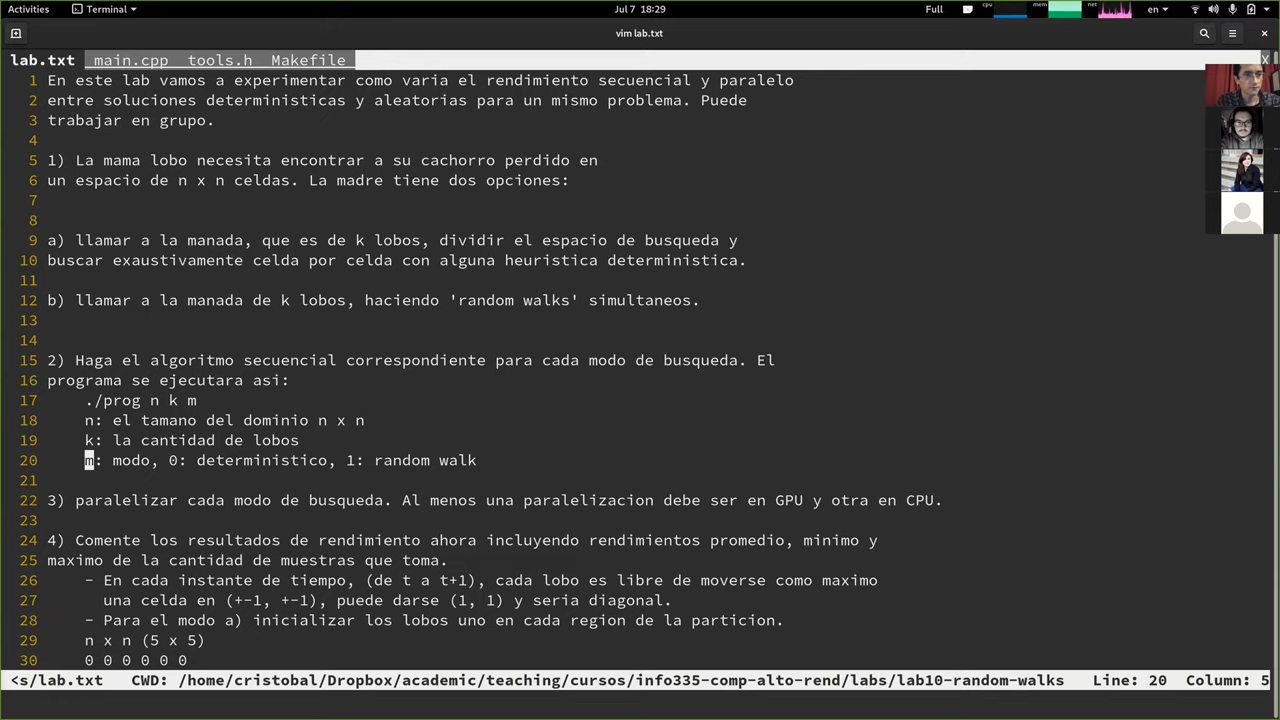 Activities Terminal Jul 7 18:29 Full cpu mem net en
vim lab.txt
lab.txt main.cpp tools.h Makefile X
1 En este lab vamos a experimentar como varia el rendimiento secuencial y paralelo
2 entre soluciones deterministicas y aleatorias para un mismo problema. Puede
3 trabajar en grupo.
4
5 1) La mama lobo necesita encontrar a su cachorro perdido en
6 un espacio de n x n celdas. La madre tiene dos opciones:
7
8
9 a) llamar a la manada, que es de k lobos, dividir el espacio de busqueda y
10 buscar exaustivamente celda por celda con alguna heuristica deterministica.
11
12 b) llamar a la manada de k lobos, haciendo 'random walks' simultaneos.
13
14
15 2) Haga el algoritmo secuencial correspondiente para cada modo de busqueda. El
16 programa se ejecutara asi:
17 ./prog n k m
18 n: el tamano del dominio n x n
19 k: la cantidad de lobos
20 m: modo, 0: deterministico, 1: random walk
21
22 3) paralelizar cada modo de busqueda. Al menos una paralelizacion debe ser en GPU y otra en CPU.
23
24 4) Comente los resultados de rendimiento ahora incluyendo rendimientos promedio, minimo y
25 maximo de la cantidad de muestras que toma.
26 - En cada instante de tiempo, (de t a t+1), cada lobo es libre de moverse como maximo
27 una celda en (+-1, +-1), puede darse (1, 1) y seria diagonal.
28 - Para el modo a) inicializar los lobos uno en cada region de la particion.
29 n x n (5 x 5)
30 0 0 0 0 0 0
<s/lab.txt CWD: /home/cristobal/Dropbox/academic/teaching/cursos/info335-comp-alto-rend/labs/lab10-random-walks Line: 20 Column: 5